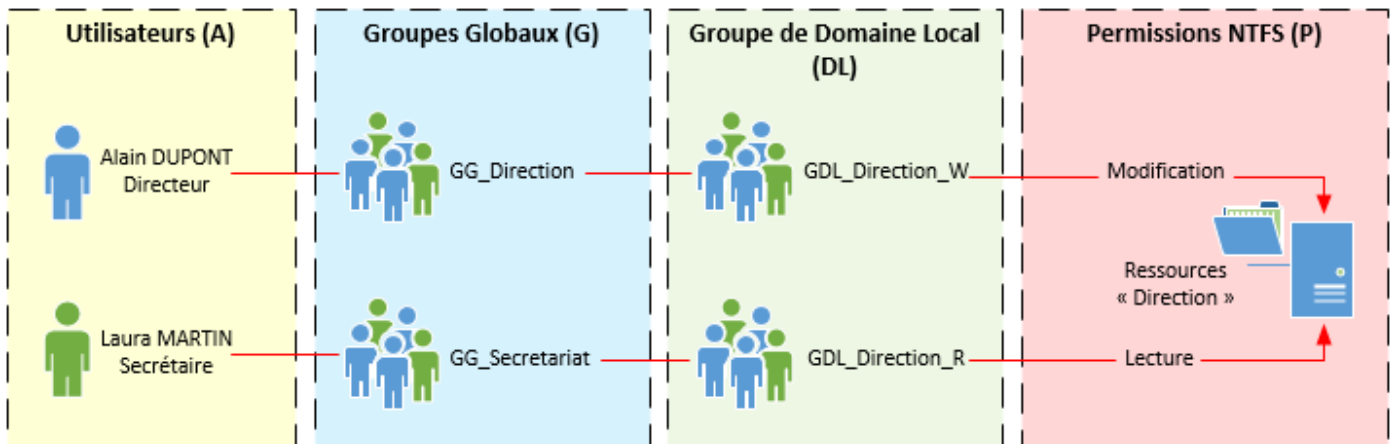 Utilisateurs (A)
Groupes Globaux (G)
Groupe de Domaine Local
(DL)
Permissions NTFS (P)
Alain DUPONT
Directeur
GG_Direction
GDL_Direction_W
Modification
Ressources
« Direction »
Laura MARTIN
Secrétaire
GG_Secretariat
GDL_Direction_R
Lecture